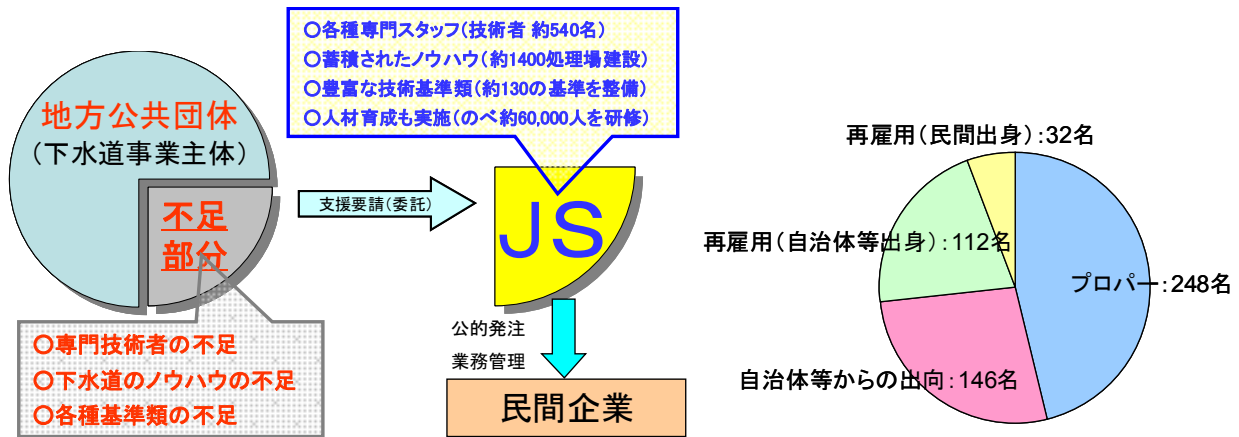 ○各種専門スタッフ(技術者 約540名)
○蓄積されたノウハウ(約1400処理場建設)
○豊富な技術基準類(約130の基準を整備)
○人材育成も実施(のべ約60,000人を研修)
地方公共団体
(下水道事業主体)
不足
部分
支援要請(委託)
JS
○専門技術者の不足
○下水道のノウハウの不足
○各種基準類の不足
公的発注
業務管理
民間企業
再雇用(民間出身):32名
再雇用(自治体等出身):112名
プロパー:248名
自治体等からの出向:146名